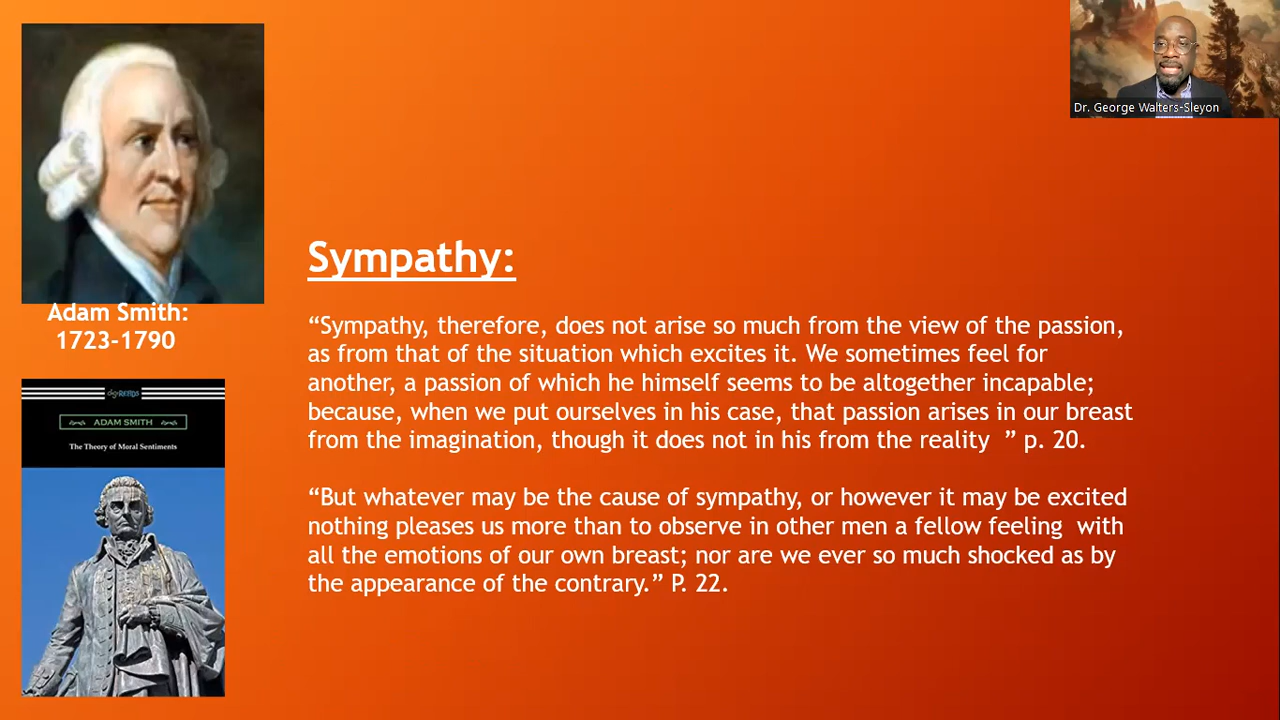 Dr. George Walters-Sleyon
Adam Smith:
1723-1790
ADAM SMITH
The Theory of Moral Sentiments
Sympathy:
“Sympathy, therefore, does not arise so much from the view of the passion,
as from that of the situation which excites it. We sometimes feel for
another, a passion of which he himself seems to be altogether incapable;
because, when we put ourselves in his case, that passion arises in our breast
from the imagination, though it does not in his from the reality  ” p. 20.
“But whatever may be the cause of sympathy, or however it may be excited
nothing pleases us more than to observe in other men a fellow feeling  with
all the emotions of our own breast; nor are we ever so much shocked as by
the appearance of the contrary.” P. 22.